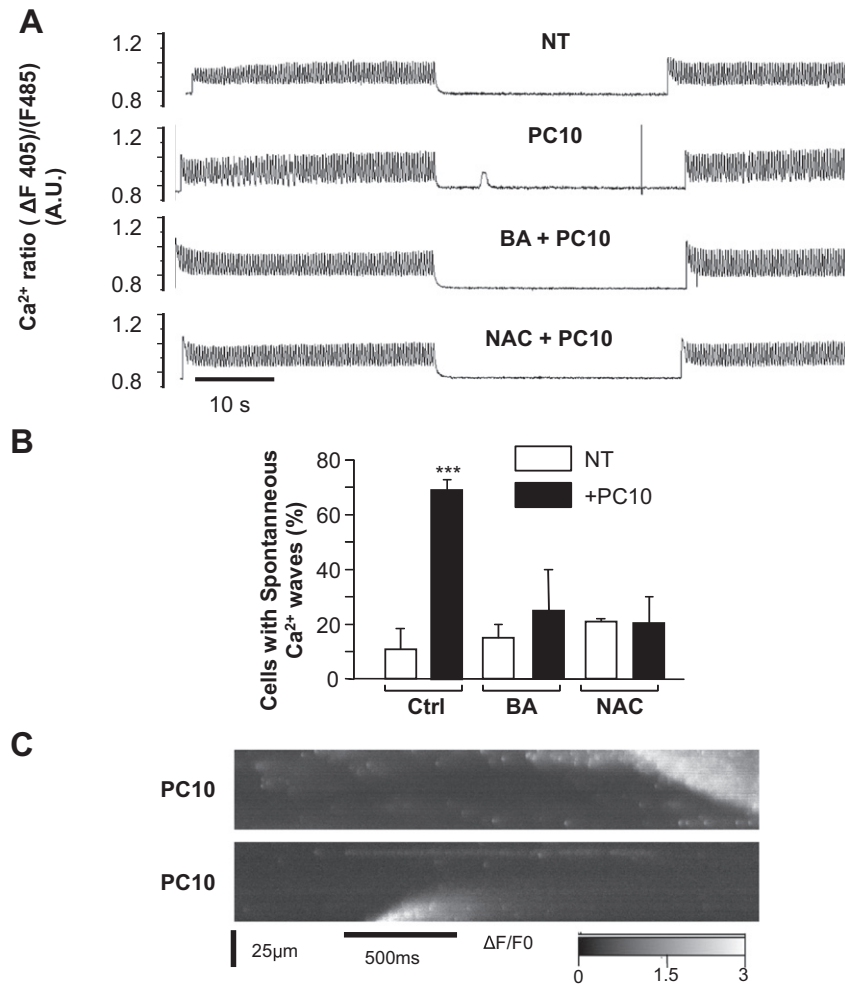 A
NT
1.2
0.8
PC10
1.2
0.8
BA + PC10
1.2
0.8
NAC + PC10
1.2
0.8
Ca²⁺ ratio ( ΔF 405)/(F485)
(A.U.)
10 s
B
Cells with Spontanneous
Ca²⁺ waves (%)
80
60
40
20
0
***
NT
+PC10
Ctrl
BA
NAC
C
PC10
PC10
25µm
500ms
ΔF/F0
0
1.5
3